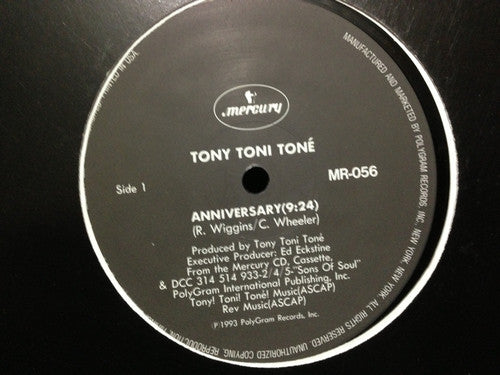 mercury
TONY TONI TONÉ
Side 1
MR-056
ANNIVERSARY(9:24)
(R. Wiggins/C. Wheeler)
Produced by Tony Toni Toné
Executive Producer: Ed Eckstine
From the Mercury CD, Cassette,
& DCC 314 514 933-2/4/5-"Sons Of Soul"
PolyGram International Publishing, Inc.
Tony! Toni! Toné! Music(ASCAP)
Rev Music(ASCAP)
℗1993 PolyGram Records, Inc.
MANUFACTURED AND MARKETED BY POLYGRAM RECORDS, INC. NEW YORK, NEW YORK. ALL RIGHTS RESERVED. UNAUTHORIZED COPYING, REPRODUCTION,
IN USA